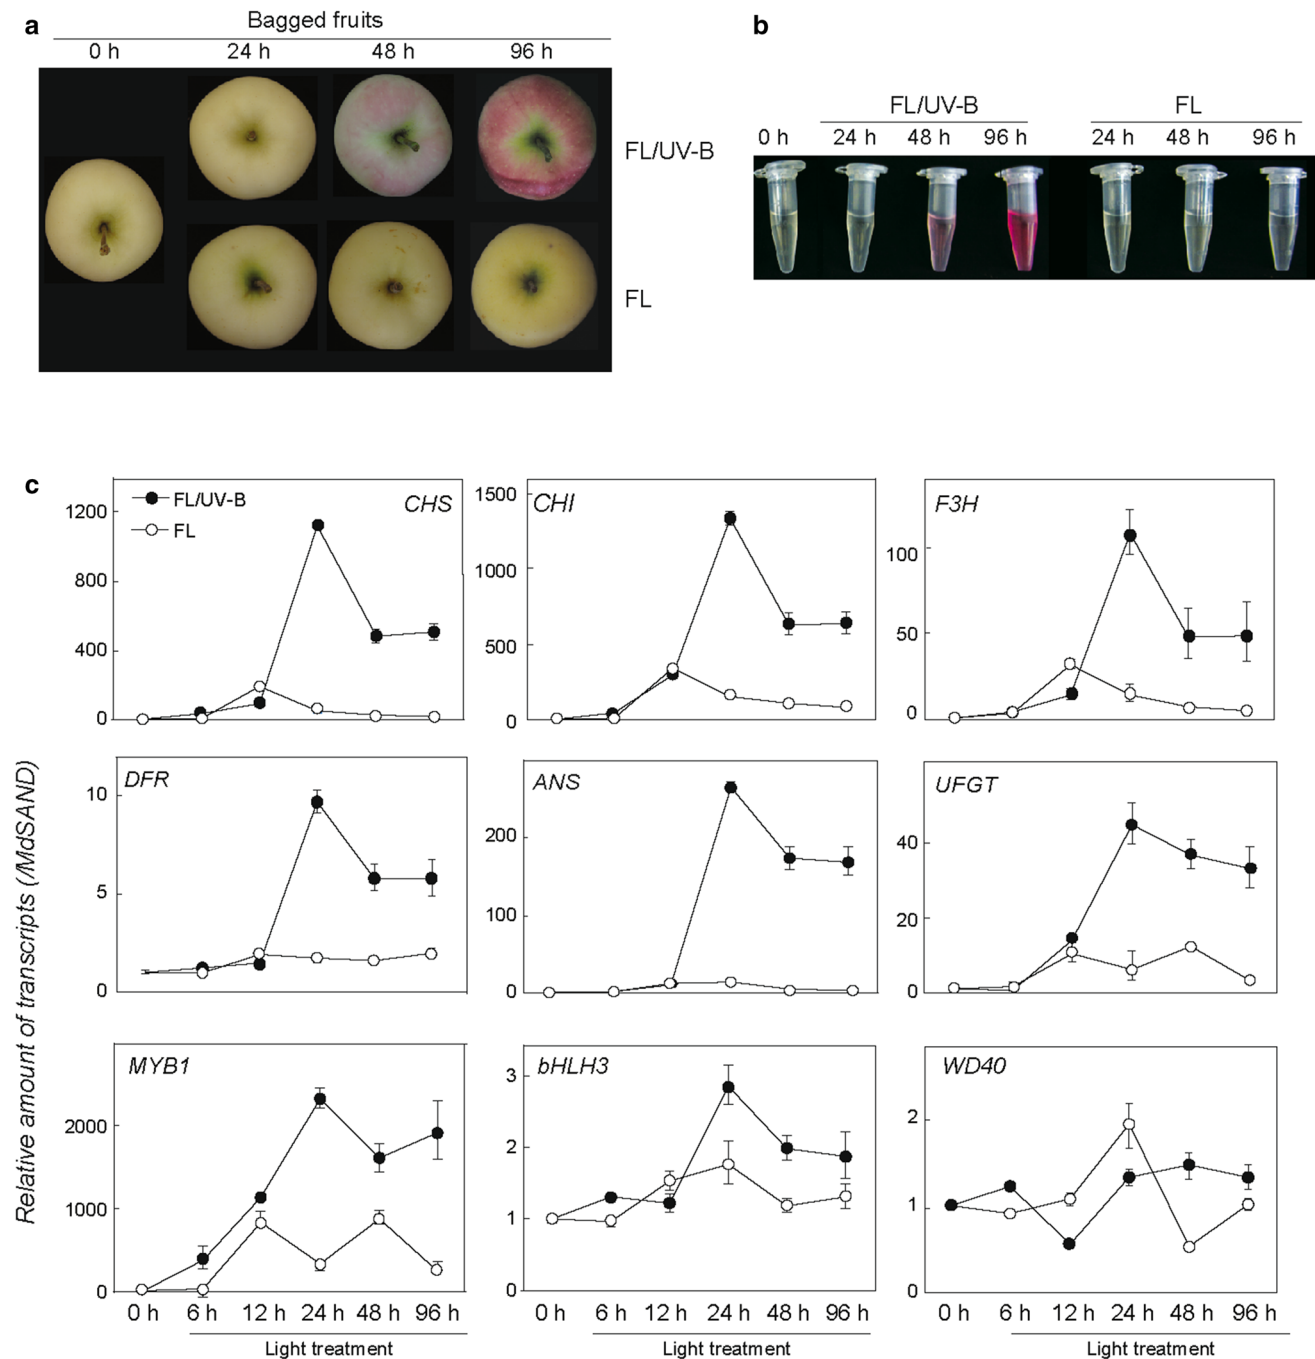 a
Bagged fruits
0 h 24 h 48 h 96 h
FL/UV-B
FL
b
FL/UV-B FL
0 h 24 h 48 h 96 h 24 h 48 h 96 h
c
Relative amount of transcripts (/MdSAND)
FL/UV-B
FL
CHS
1200
800
400
0
CHI
1500
1000
500
0
F3H
100
50
0
DFR
10
5
0
ANS
200
100
0
UFGT
40
20
0
MYB1
2000
1000
0
bHLH3
3
2
1
0
WD40
2
1
0
0 h 6 h 12 h 24 h 48 h 96 h
Light treatment
0 h 6 h 12 h 24 h 48 h 96 h
Light treatment
0 h 6 h 12 h 24 h 48 h 96 h
Light treatment